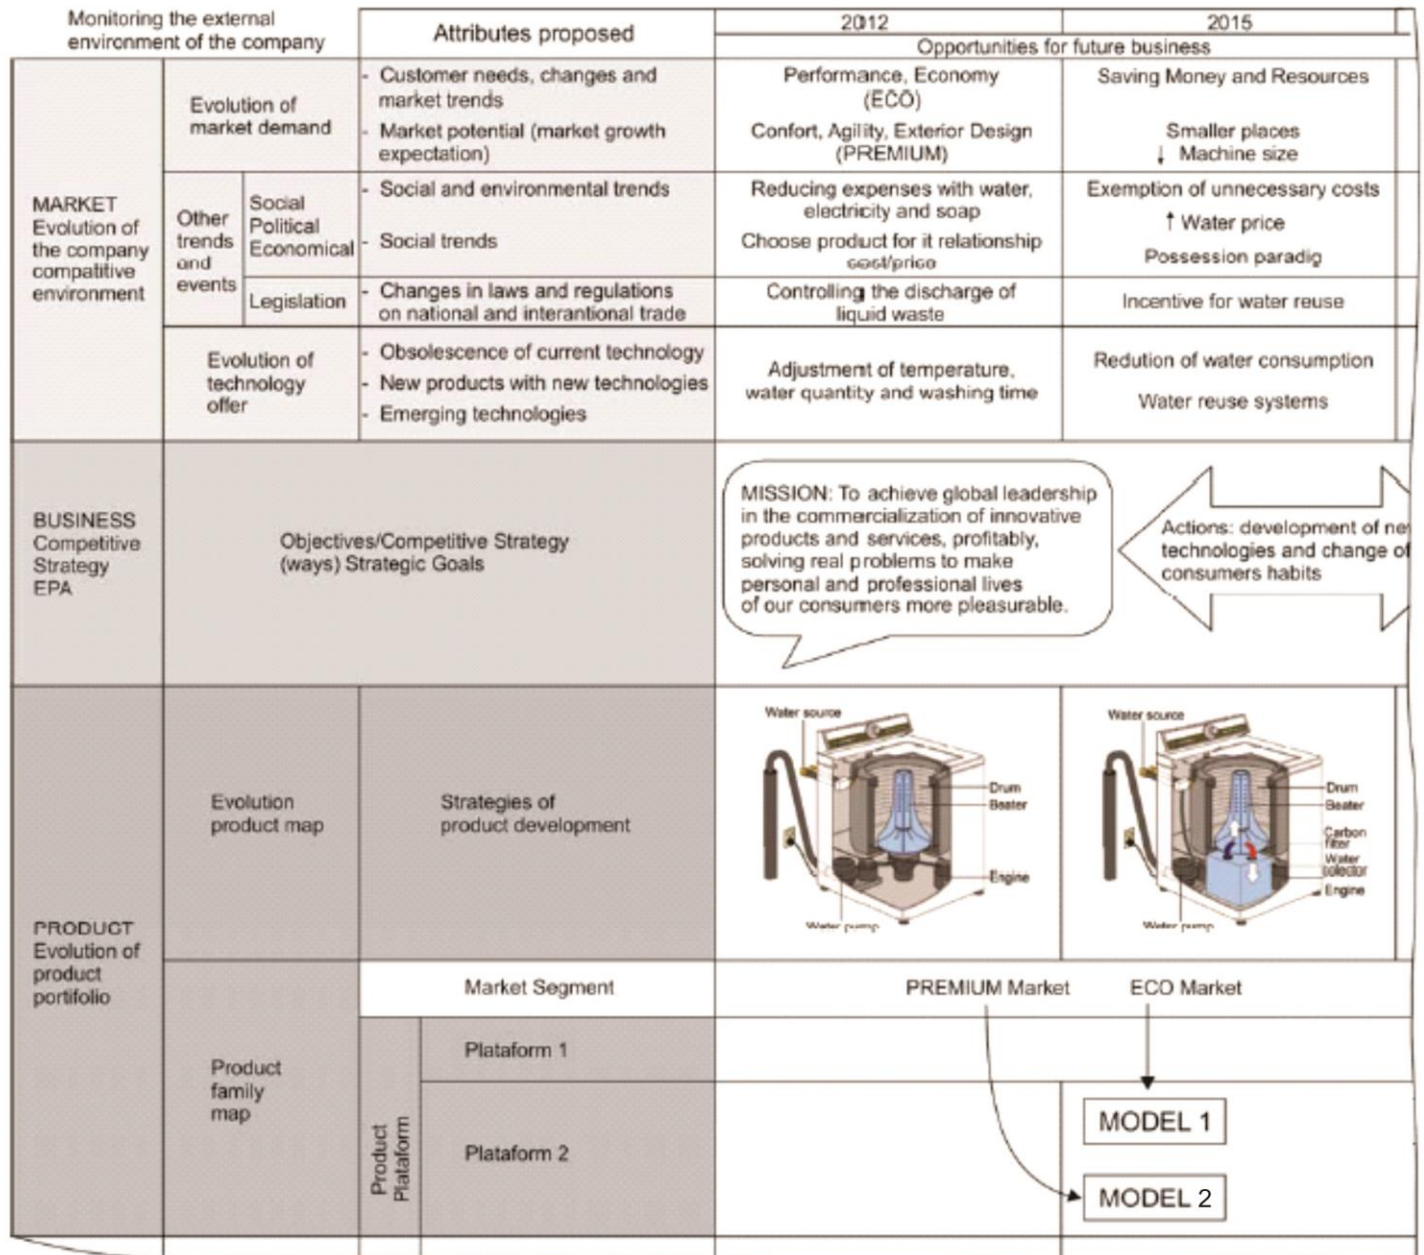 Monitoring the external
environment of the company
Attributes proposed
2012
2015
Opportunities for future business
MARKET
Evolution of
the company
compatitive
environment
Evolution of
market demand
- Customer needs, changes and
market trends
- Market potential (market growth
expectation)
Performance, Economy
(ECO)
Confort, Agility, Exterior Design
(PREMIUM)
Saving Money and Resources
Smaller places
↓ Machine size
Other
trends
and
events
Social
Political
Economical
- Social and environmental trends
- Social trends
Reducing expenses with water,
electricity and soap
Choose product for it relationship
cost/price
Exemption of unnecessary costs
↑ Water price
Possession paradig
Legislation
- Changes in laws and regulations
on national and interantional trade
Controlling the discharge of
liquid waste
Incentive for water reuse
Evolution of
technology
offer
- Obsolescence of current technology
- New products with new technologies
- Emerging technologies
Adjustment of temperature,
water quantity and washing time
Redution of water consumption
Water reuse systems
BUSINESS
Competitive
Strategy
EPA
Objectives/Competitive Strategy
(ways) Strategic Goals
MISSION: To achieve global leadership
in the commercialization of innovative
products and services, profitably,
solving real problems to make
personal and professional lives
of our consumers more pleasurable.
Actions: development of ne
technologies and change of
consumers habits
PRODUCT
Evolution of
product
portifolio
Evolution
product map
Strategies of
product development
Water source
Drum
Beater
Engine
Water pump
Water source
Drum
Beater
Carbon
filter
Water
Engine
Water pump
Product
family
map
Market Segment
PREMIUM Market
ECO Market
Product
Plataform
Plataform 1
Plataform 2
MODEL 1
MODEL 2